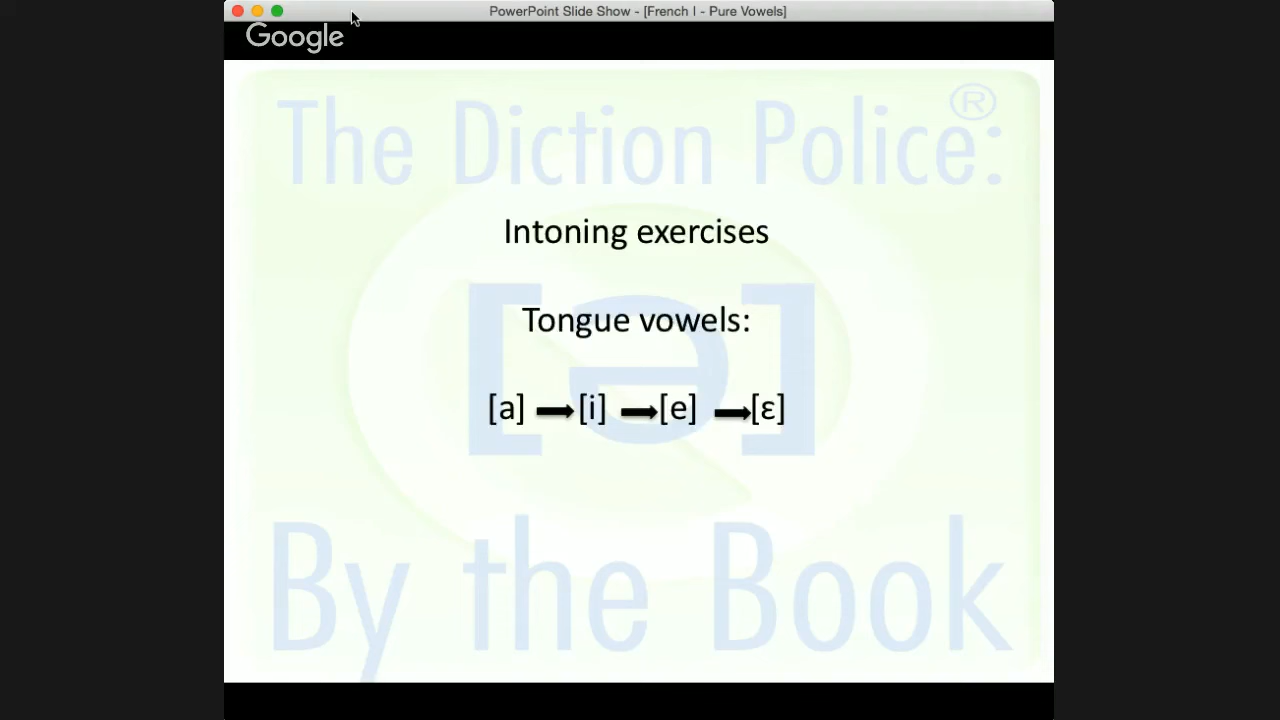 PowerPoint Slide Show - [French I - Pure Vowels]
Google
The Diction Police®:
Intoning exercises
[ə]
Tongue vowels:
[a] ➡ [i] ➡ [e] ➡ [ɛ]
By the Book